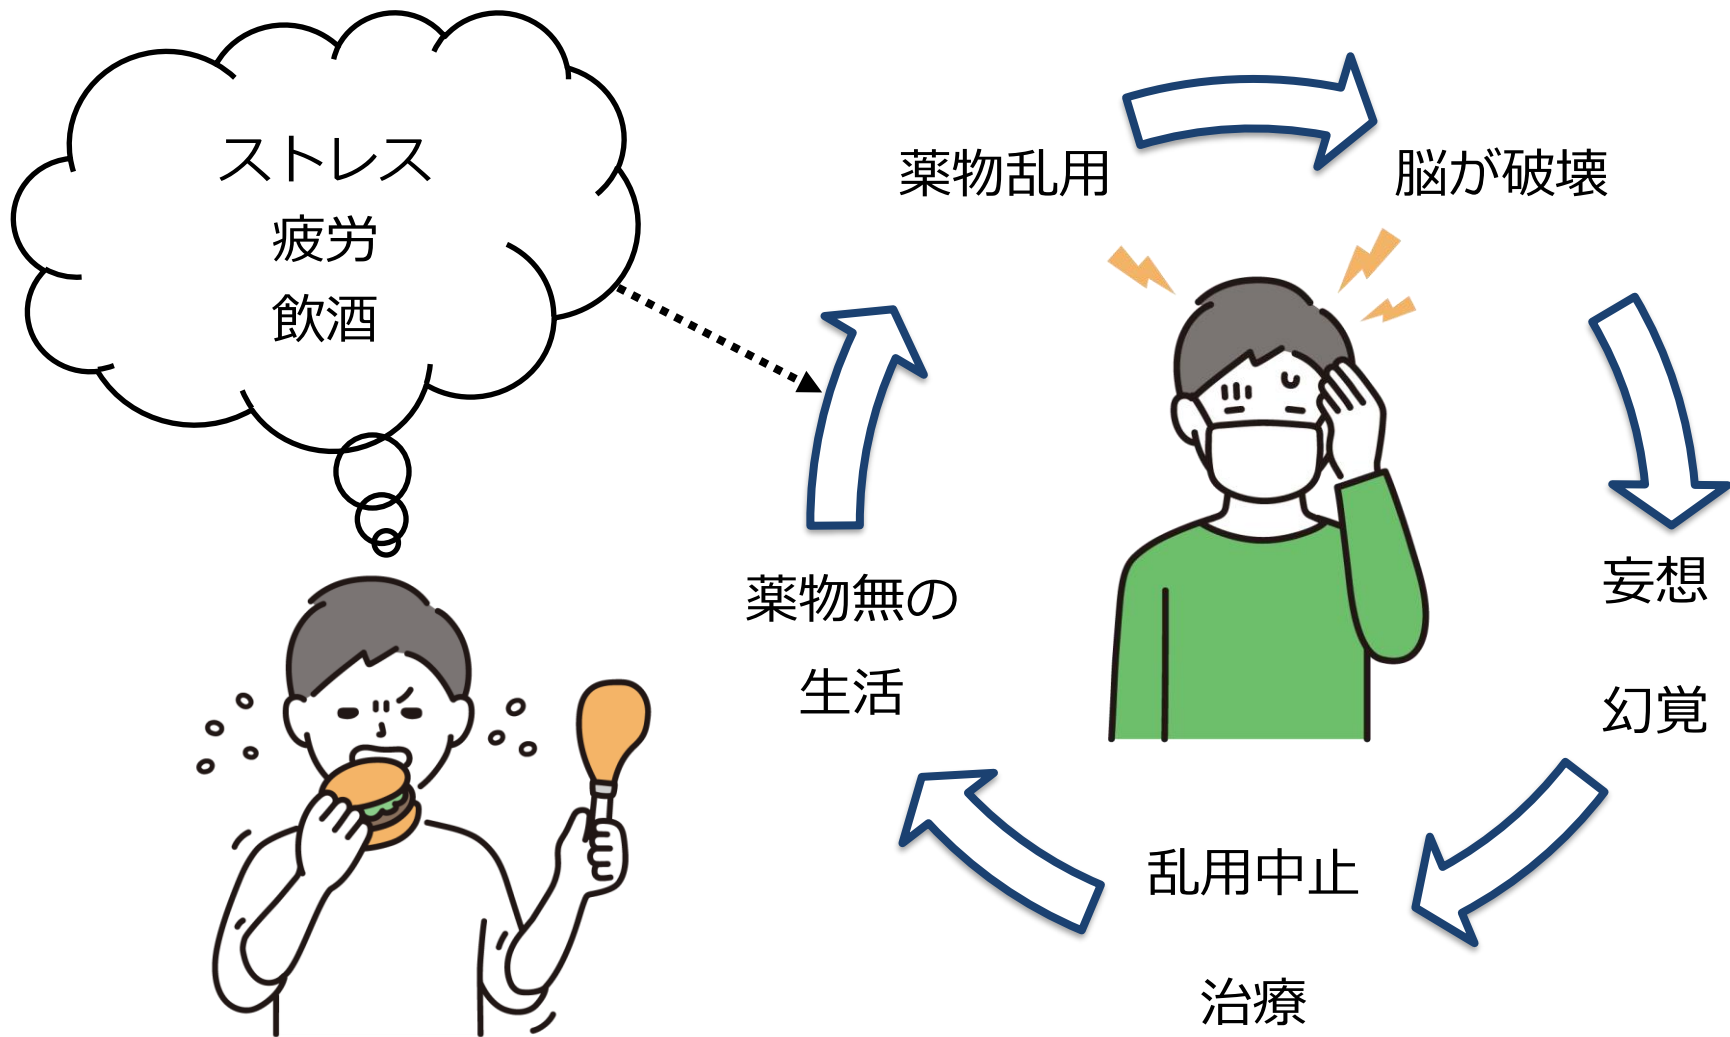 ストレス
疲労
飲酒
薬物乱用
脳が破壊
妄想
幻覚
乱用中止
治療
薬物無の
生活